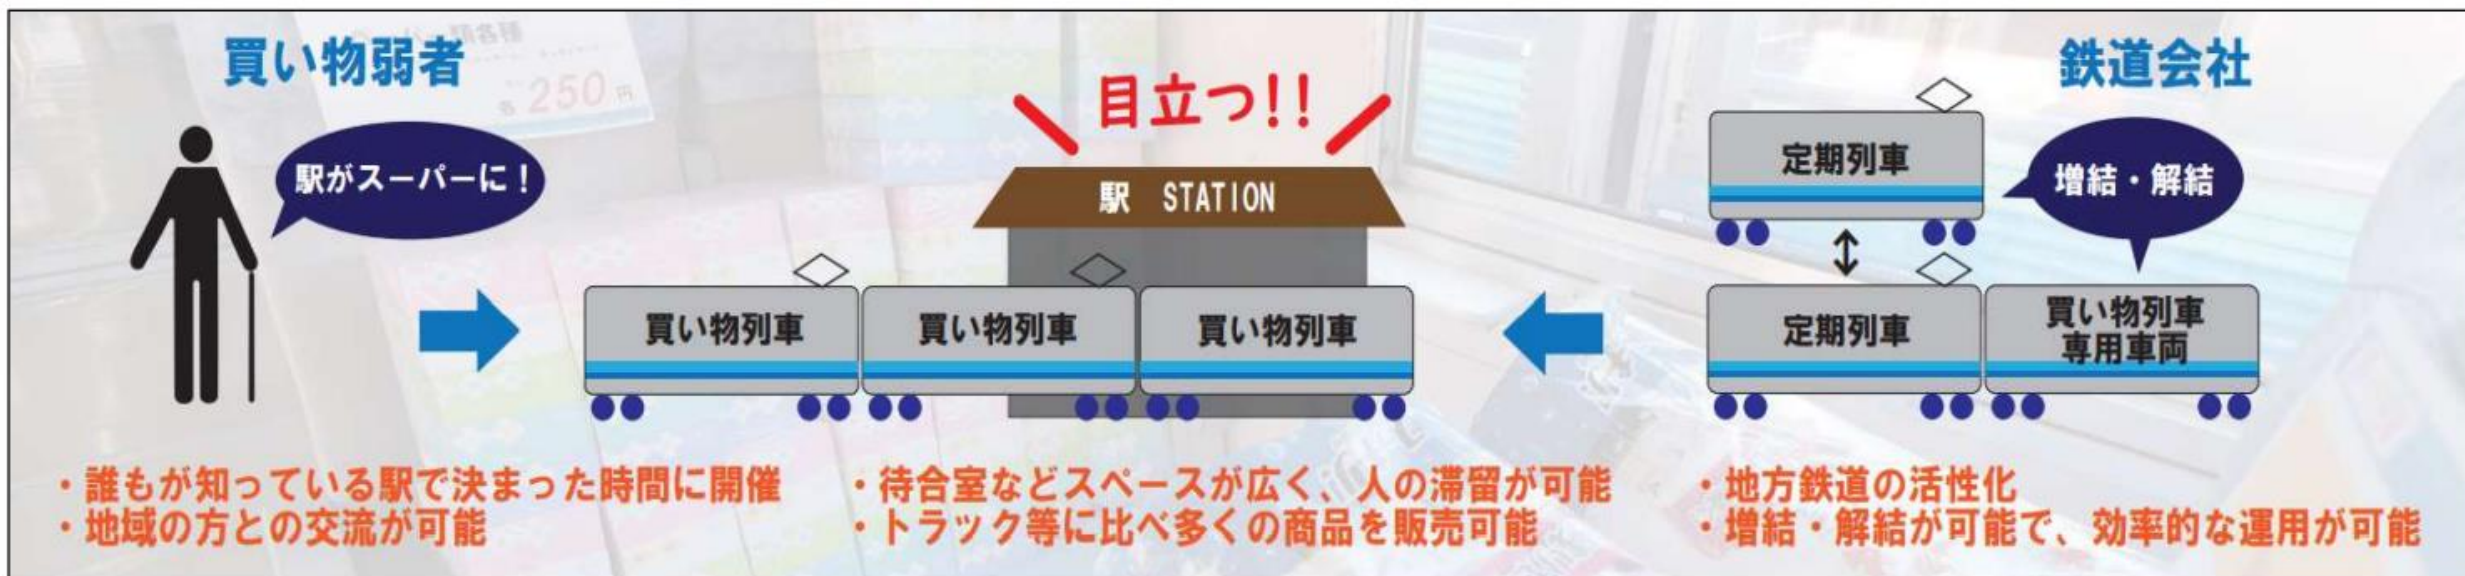 買い物弱者
駅がスーパーに！
各250円
目立つ!!
駅 STATION
買い物列車
買い物列車
買い物列車
鉄道会社
定期列車
増結・解結
定期列車
買い物列車
専用車両
・誰もが知っている駅で決まった時間に開催
・地域の方との交流が可能
・待合室などスペースが広く、人の滞留が可能
・トラック等に比べ多くの商品を販売可能
・地方鉄道の活性化
・増結・解結が可能で、効率的な運用が可能